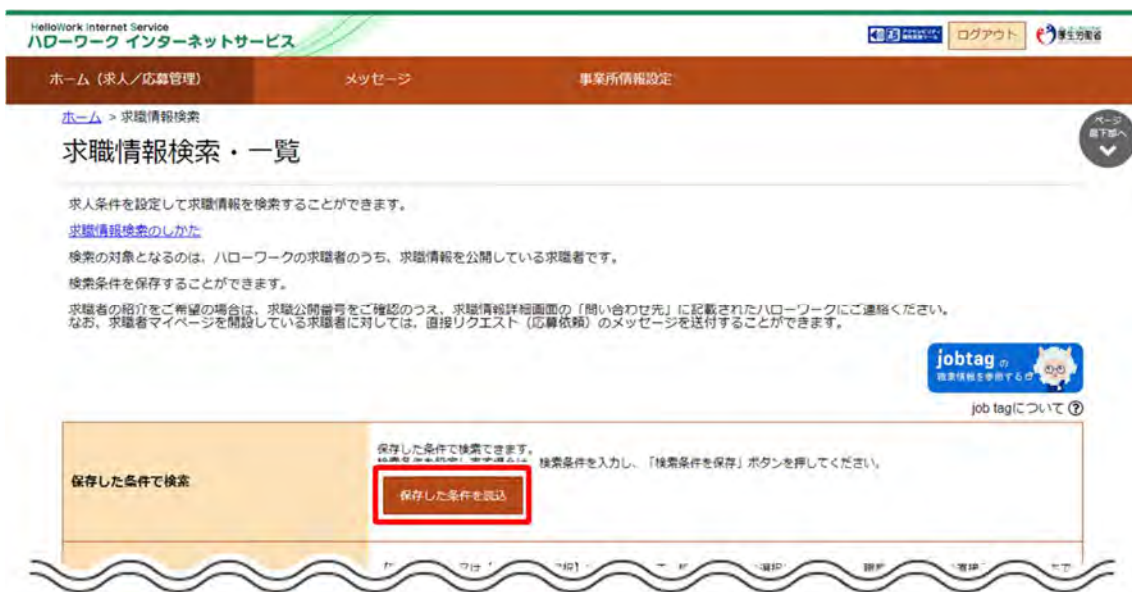 HelloWork Internet Service
ハローワーク インターネットサービス
ログアウト
厚生労働省
ホーム（求人／応募管理）
メッセージ
事業所情報設定
ホーム > 求職情報検索
ページ
最下部へ
求職情報検索・一覧
求人条件を設定して求職情報を検索することができます。
求職情報検索のしかた
検索の対象となるのは、ハローワークの求職者のうち、求職情報を公開している求職者です。
検索条件を保存することができます。
求職者の紹介をご希望の場合は、求職公開番号をご確認のうえ、求職情報詳細画面の「問い合わせ先」に記載されたハローワークにご連絡ください。
なお、求職者マイページを開設している求職者に対しては、直接リクエスト（応募依頼）のメッセージを送付することができます。
jobtag の
職業情報を参照する
job tagについて ?
保存した条件で検索できます。
検索条件を入力し、「検索条件を保存」ボタンを押してください。
保存した条件で検索
保存した条件を読込